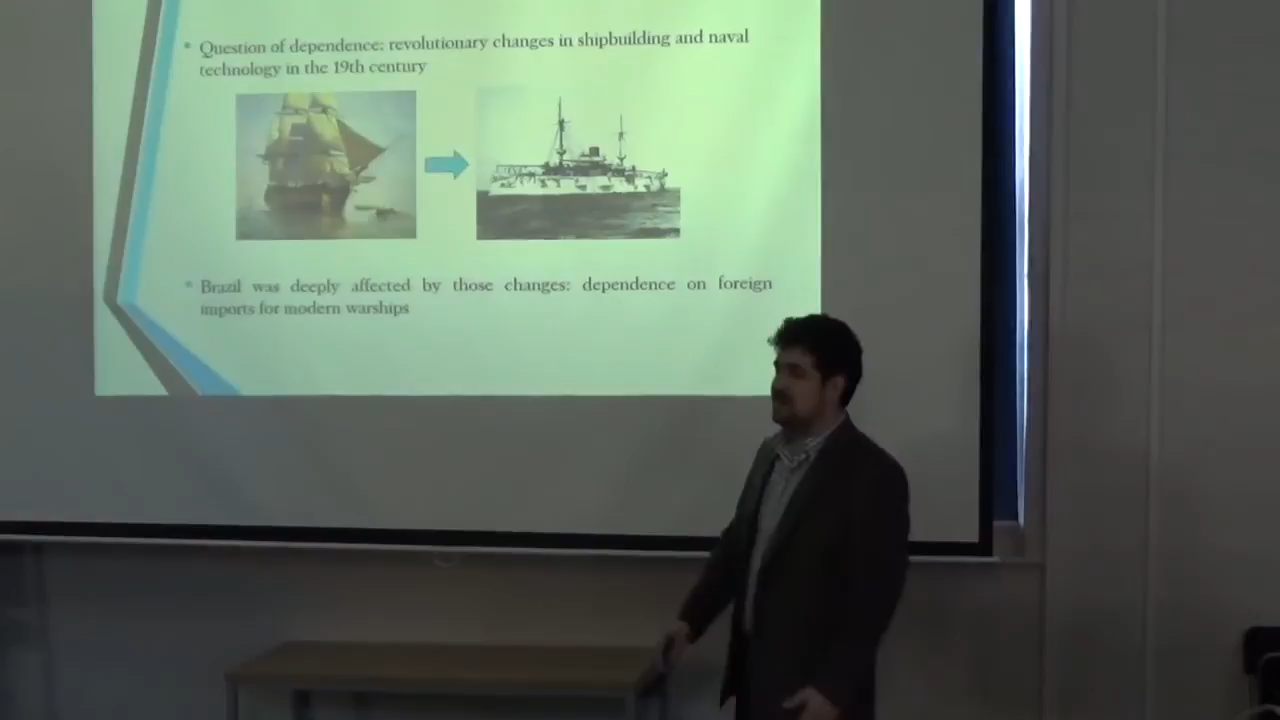 * Question of dependence: revolutionary changes in shipbuilding and naval
technology in the 19th century
* Brazil was deeply affected by those changes: dependence on foreign
imports for modern warships